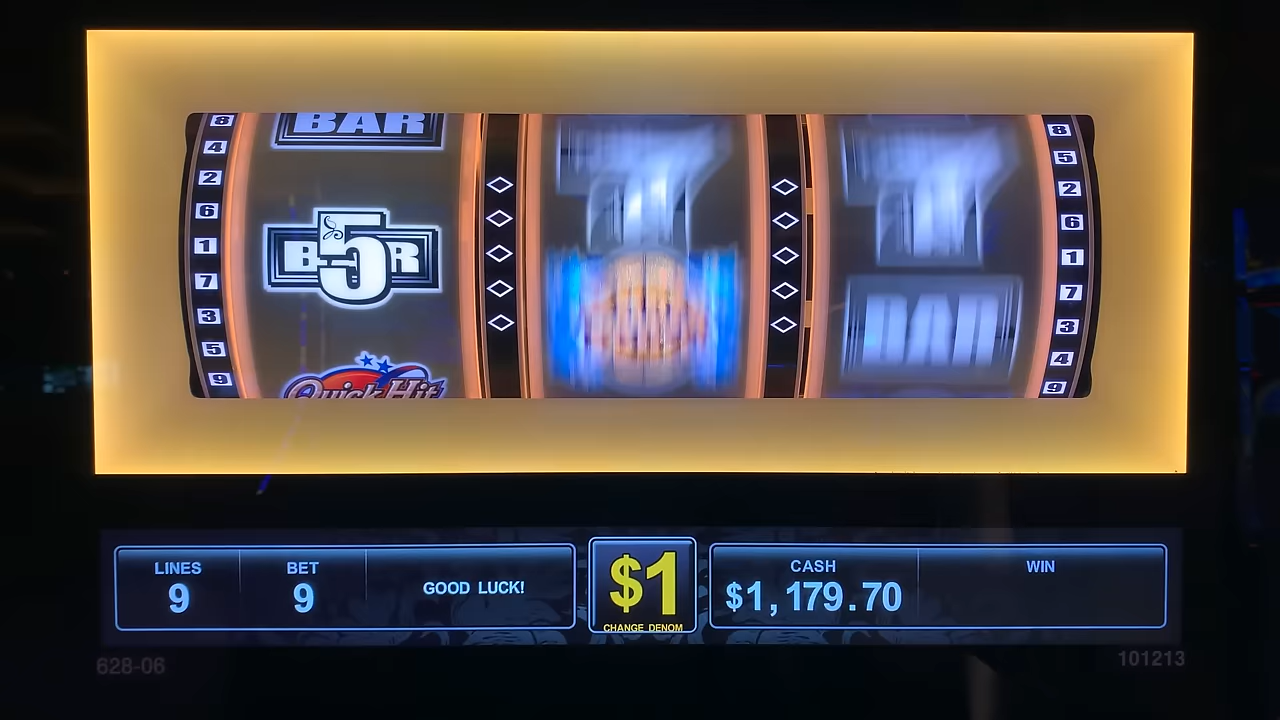 BAR
8 4 2 6 1 7 3 5 9
B5R
Quick Hit
BAR
8 5 2 6 1 7 3 4 9
LINES
9
BET
9
GOOD LUCK!
$1
CHANGE DENOM
CASH
$1,179.70
WIN
628-06
101213